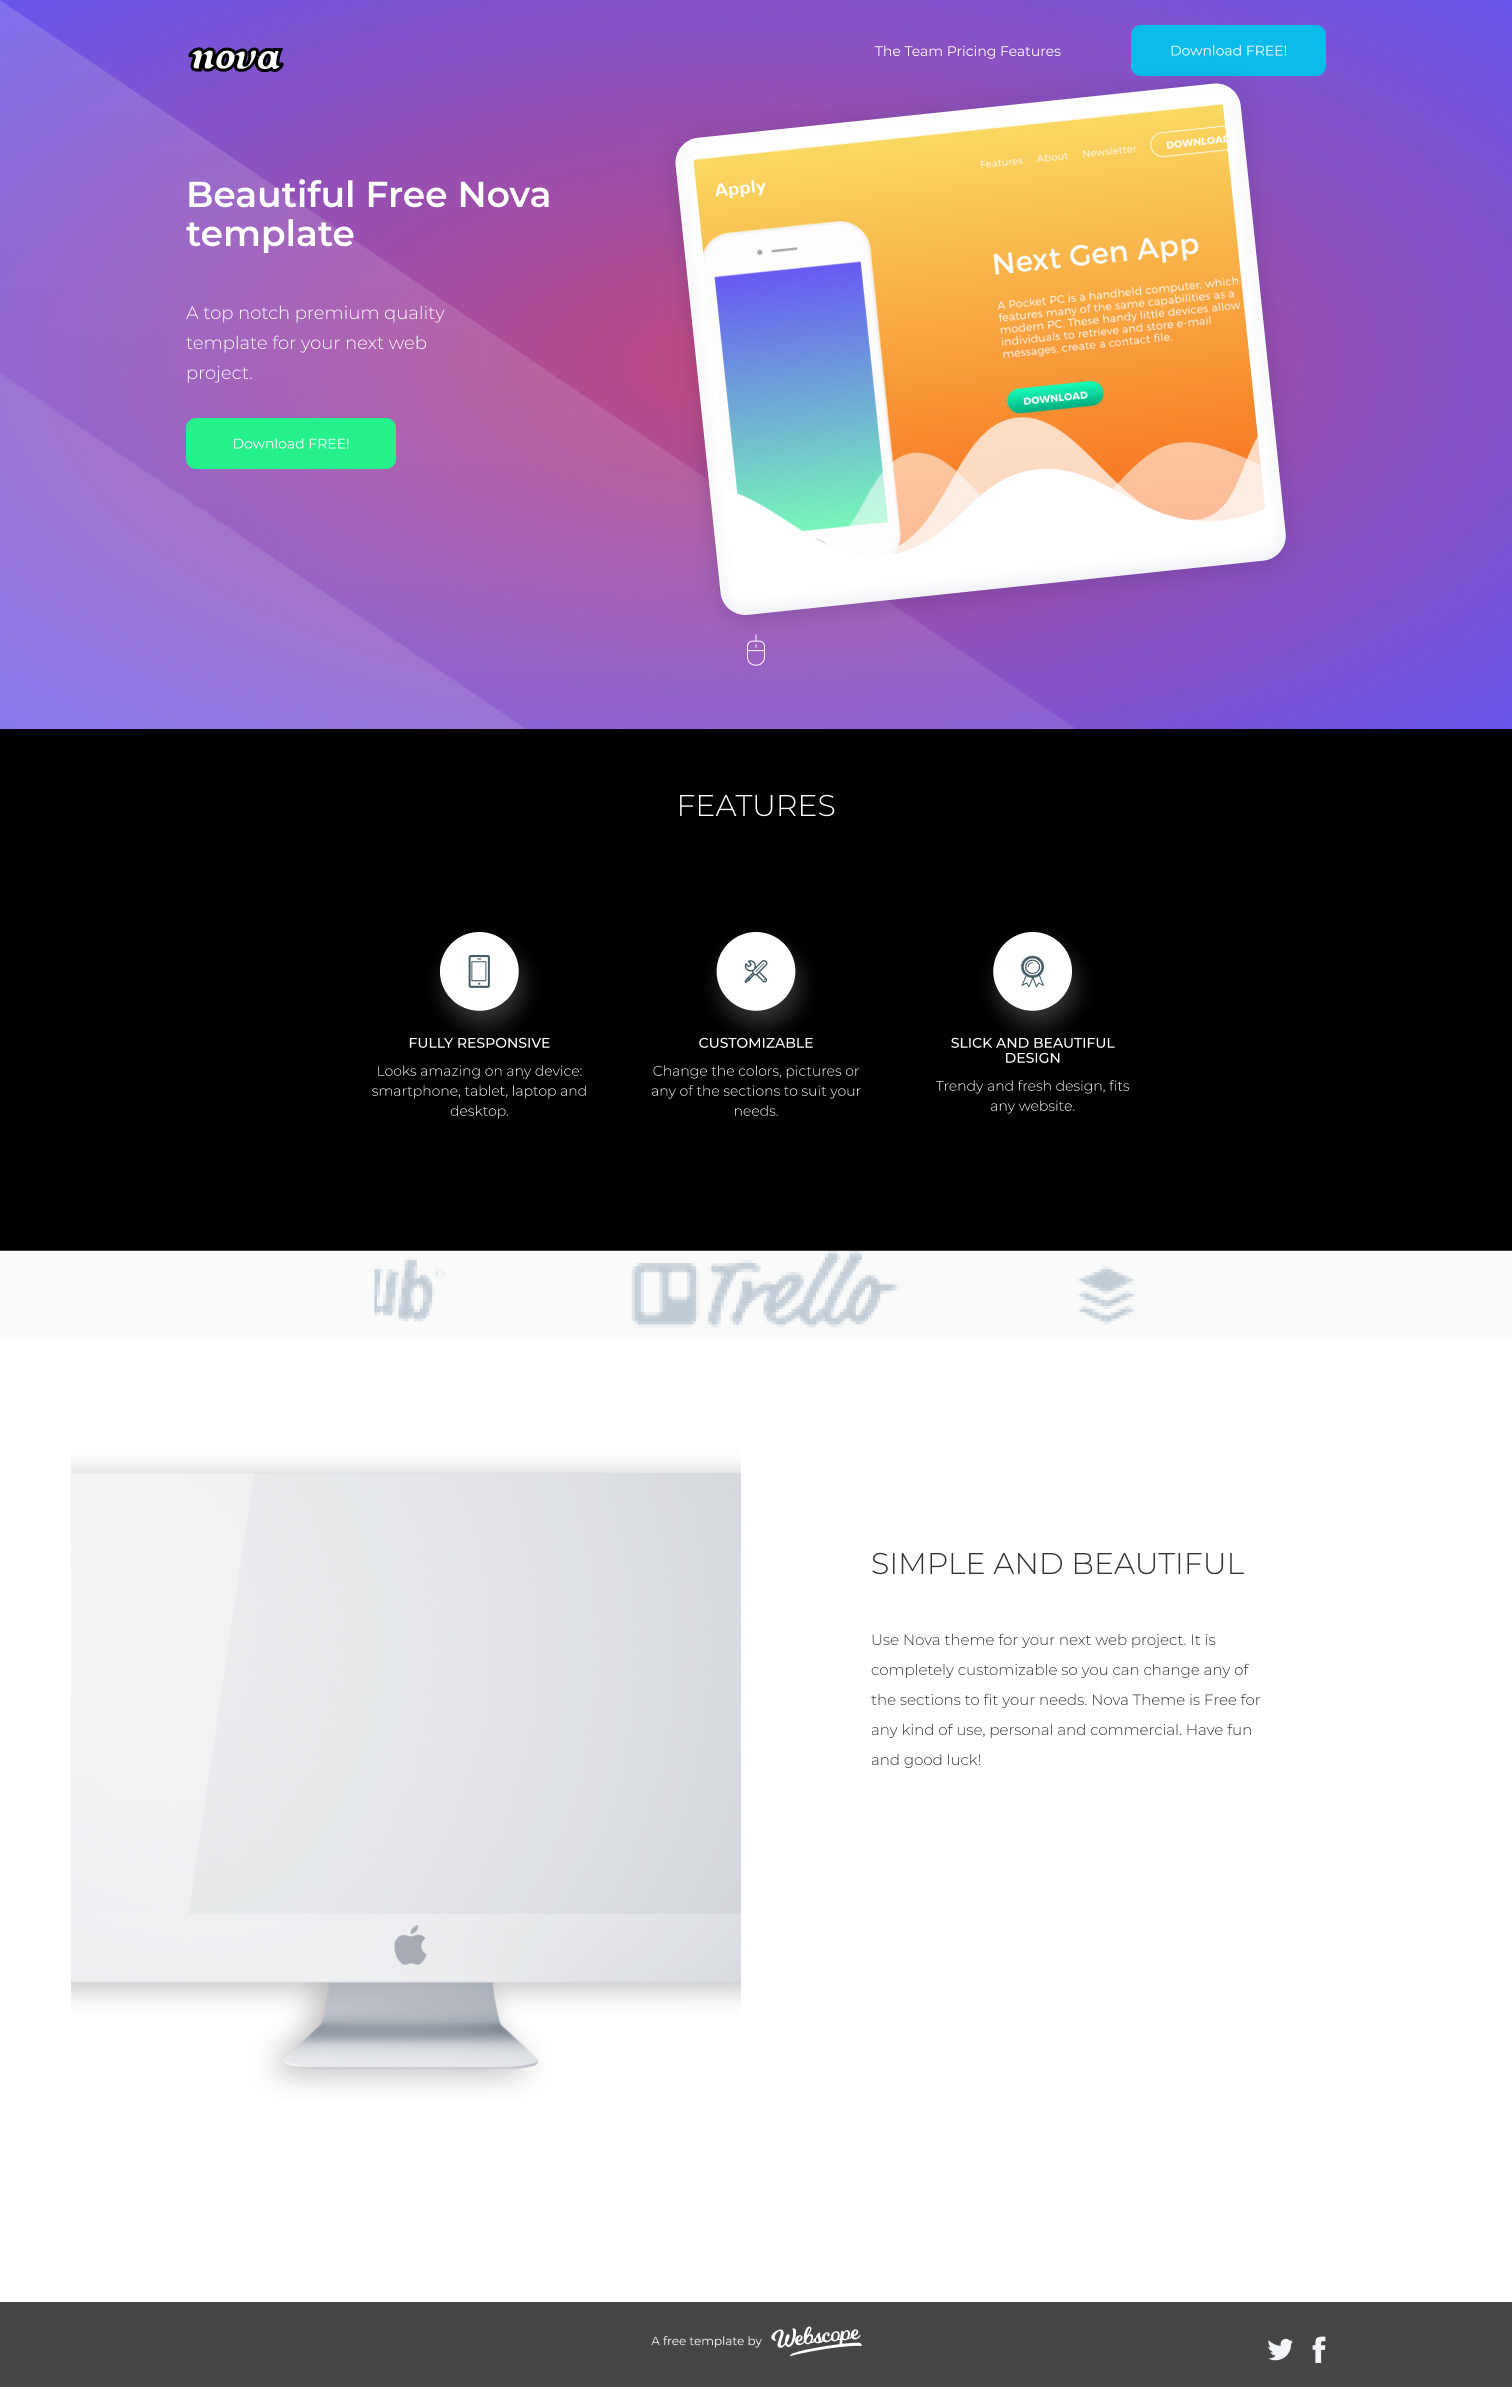 nova
The Team Pricing Features
Download FREE!
Beautiful Free Nova
template
A top notch premium quality
template for your next web
project.
Download FREE!
Features About Newsletter DOWNLOAD
Apply
Next Gen App
A Pocket PC is a handheld computer, which
features many of the same capabilities as a
modern PC. These handy little devices allow
individuals to retrieve and store e-mail
messages, create a contact file,
DOWNLOAD
FEATURES
FULLY RESPONSIVE
Looks amazing on any device:
smartphone, tablet, laptop and
desktop.
CUSTOMIZABLE
Change the colors, pictures or
any of the sections to suit your
needs.
SLICK AND BEAUTIFUL
DESIGN
Trendy and fresh design, fits
any website.
ub
Trello
SIMPLE AND BEAUTIFUL
Use Nova theme for your next web project. It is
completely customizable so you can change any of
the sections to fit your needs. Nova Theme is Free for
any kind of use, personal and commercial. Have fun
and good luck!
A free template by Webscope